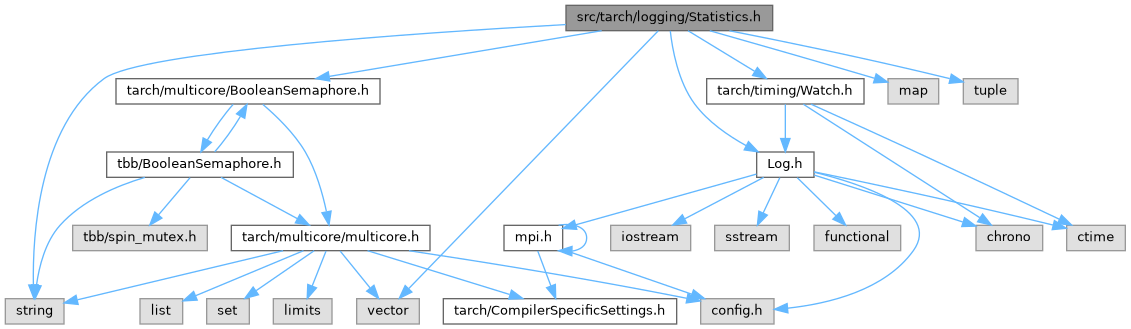 src/tarch/logging/Statistics.h
tarch/multicore/BooleanSemaphore.h
tarch/timing/Watch.h
map
tuple
tbb/BooleanSemaphore.h
Log.h
tbb/spin_mutex.h
tarch/multicore/multicore.h
mpi.h
iostream
sstream
functional
chrono
ctime
string
list
set
limits
vector
tarch/CompilerSpecificSettings.h
config.h